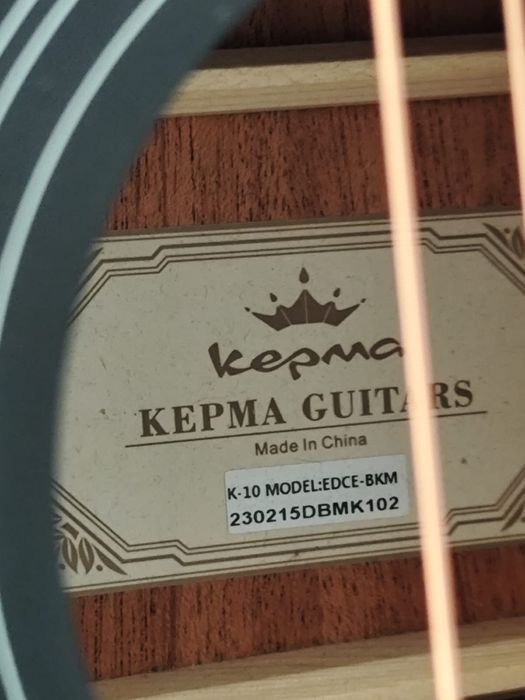 kepma
KEPMA GUITARS
Made In China
K-10 MODEL:EDCE-BKM
230215DBMK102